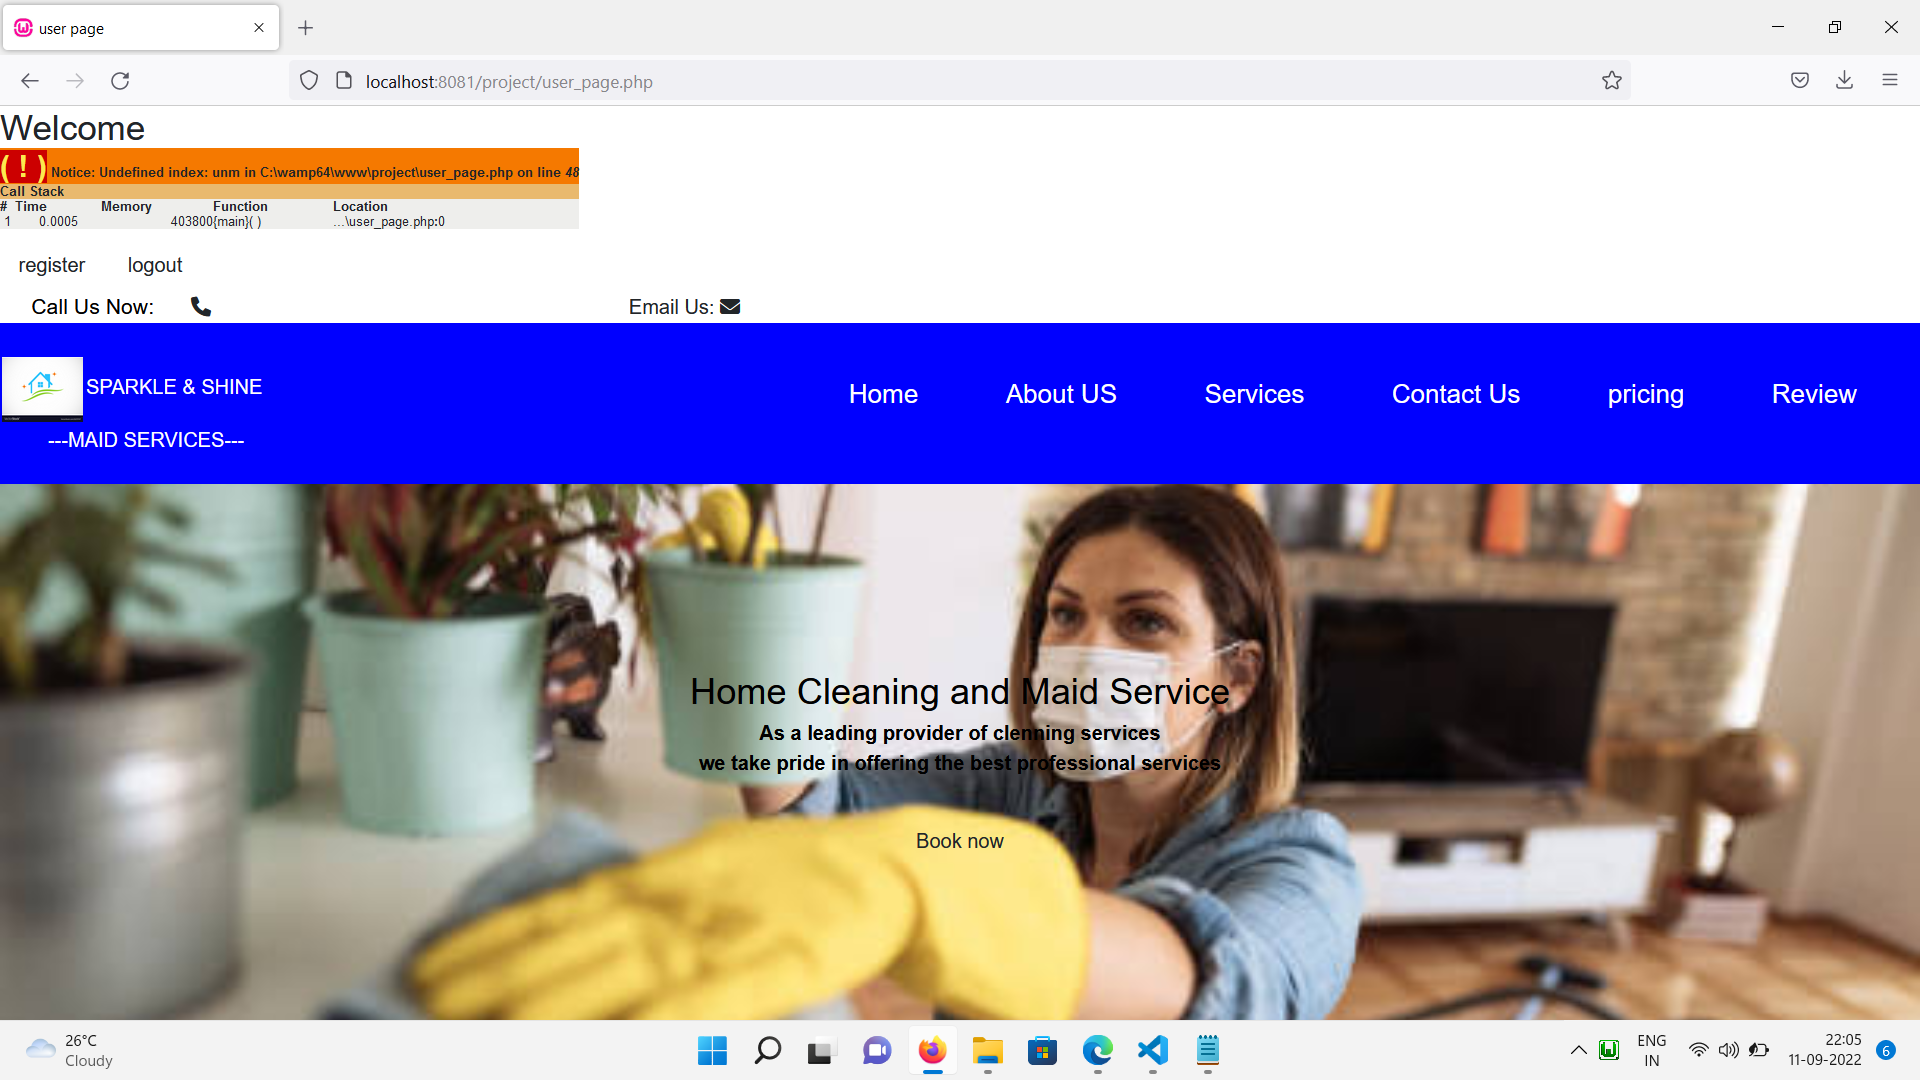 user page
localhost:8081/project/user_page.php
Welcome
( ! ) Notice: Undefined index: unm in C:\wamp64\www\project\user_page.php on line 48
Call Stack
# Time Memory Function Location
1 0.0005 403800 {main}( ) ...\user_page.php:0
register logout
Call Us Now: Email Us:
SPARKLE & SHINE
---MAID SERVICES---
Home About US Services Contact Us pricing Review
Home Cleaning and Maid Service
As a leading provider of clenning services
we take pride in offering the best professional services
Book now
26°C
Cloudy
ENG
IN
22:05
11-09-2022
6